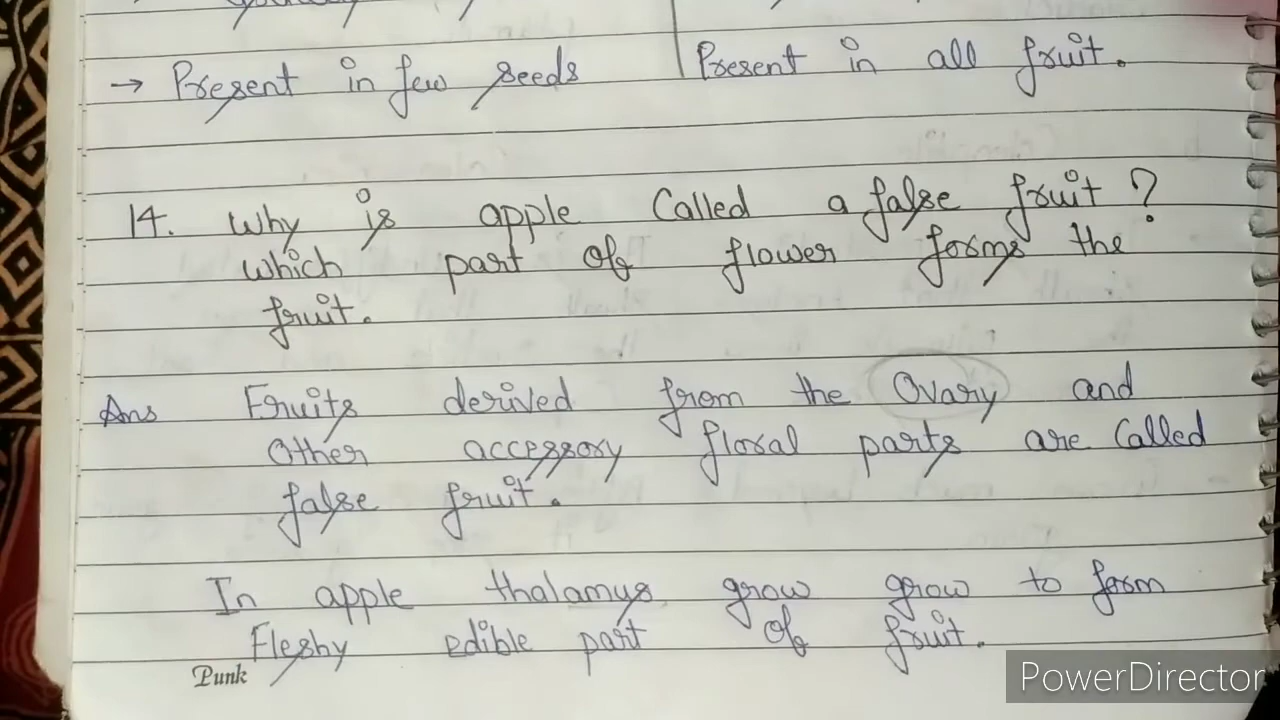 → Present in few seeds | Present in all fruit.
14. Why is apple called a false fruit?
which part of flower forms the
fruit.
Ans Fruits derived from the Ovary and
Other accessory floral parts are called
false fruit.
In apple thalamus grow grow to form
Fleshy edible part of fruit.
Punk
PowerDirector